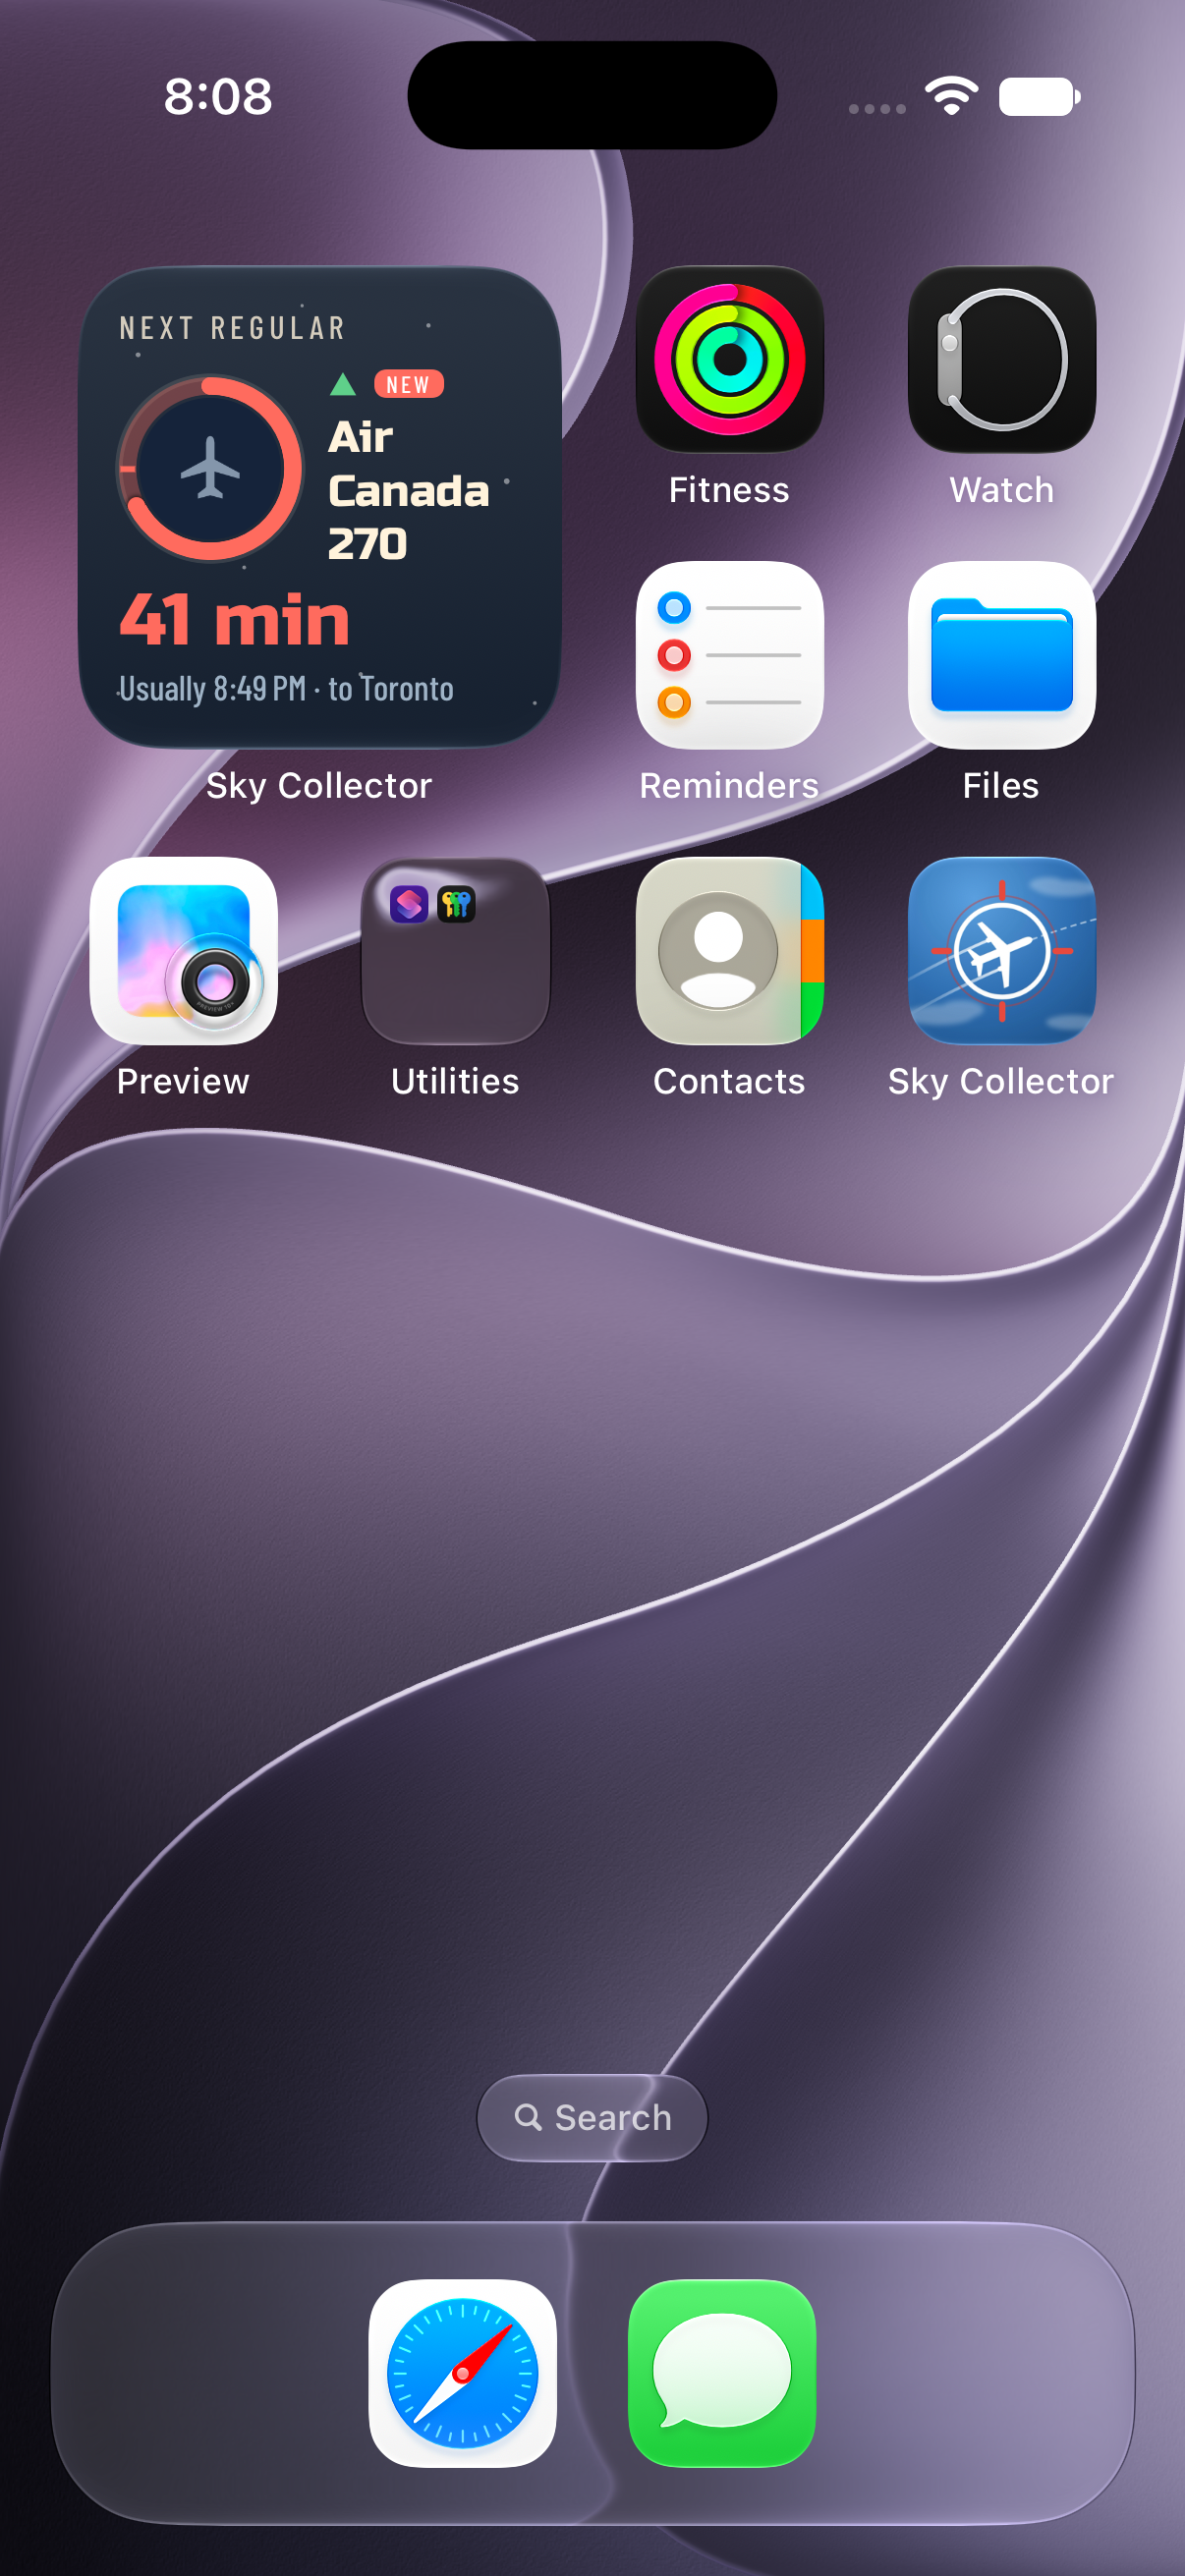 8:08
NEXT REGULAR
NEW
Air
Canada
270
41 min
Usually 8:49 PM · to Toronto
Sky Collector
Fitness
Watch
Reminders
Files
Preview
Utilities
Contacts
Sky Collector
Search